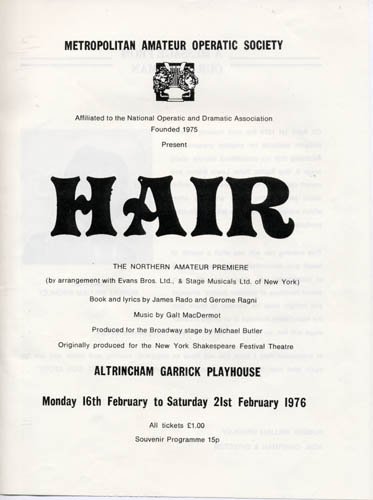 METROPOLITAN AMATEUR OPERATIC SOCIETY
Affiliated to the National Operatic and Dramatic Association
Founded 1975
Present
HAIR
THE NORTHERN AMATEUR PREMIERE
(by arrangement with Evans Bros. Ltd., & Stage Musicals Ltd. of New York)
Book and lyrics by James Rado and Gerome Ragni
Music by Galt MacDermot
Produced for the Broadway stage by Michael Butler
Originally produced for the New York Shakespeare Festival Theatre
ALTRINCHAM GARRICK PLAYHOUSE
Monday 16th February to Saturday 21st February 1976
All tickets £1.00
Souvenir Programme 15p